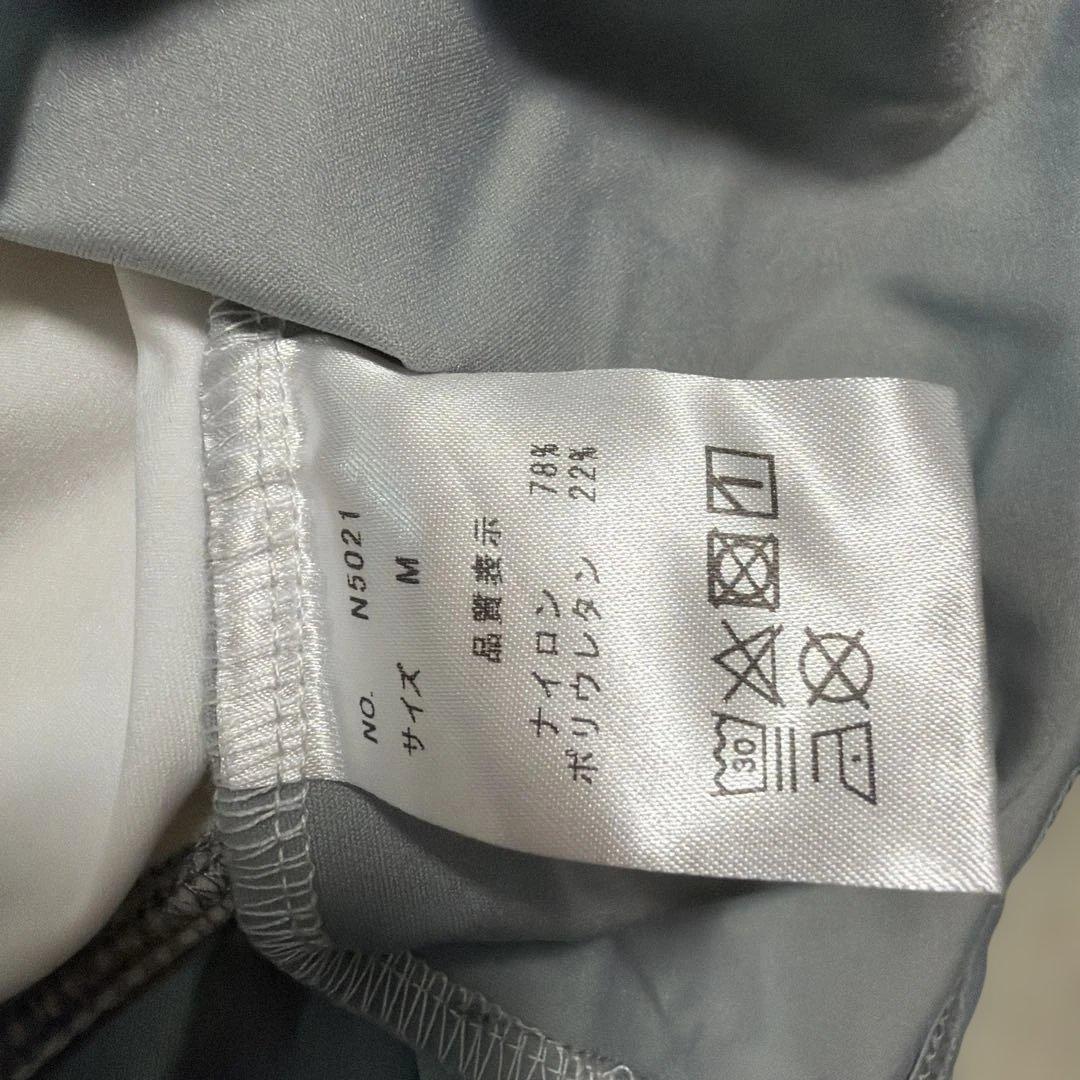 NO. N5021
サイズ M
品質表示
ナイロン 78%
ポリウレタン 22%
30